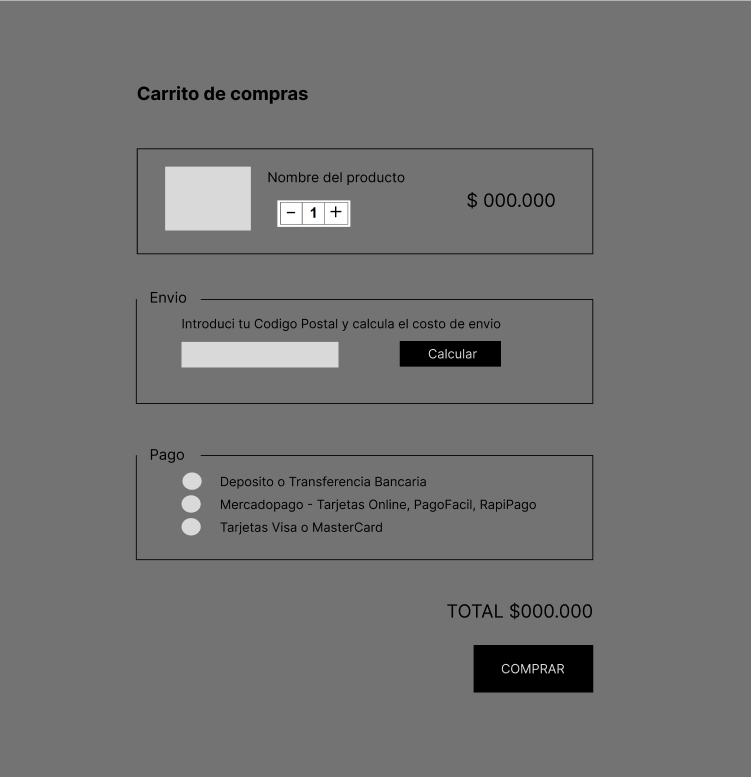 Carrito de compras
Nombre del producto
− 1 +
$ 000.000
Envio
Introduci tu Codigo Postal y calcula el costo de envio
Calcular
Pago
Deposito o Transferencia Bancaria
Mercadopago - Tarjetas Online, PagoFacil, RapiPago
Tarjetas Visa o MasterCard
TOTAL $000.000
COMPRAR